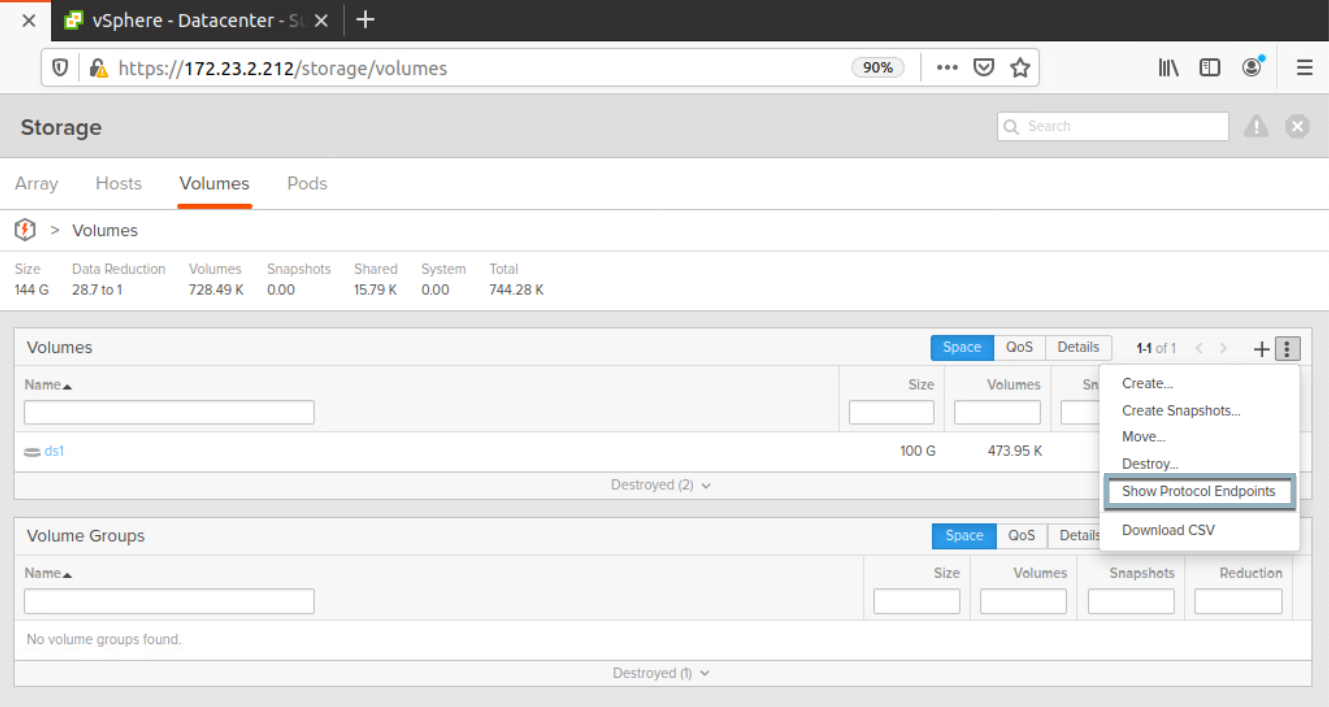 vSphere - Datacenter - Su
https://172.23.2.212/storage/volumes
90%
Storage
Search
Array Hosts Volumes Pods
> Volumes
Size Data Reduction Volumes Snapshots Shared System Total
144 G 28.7 to 1 728.49 K 0.00 15.79 K 0.00 744.28 K
Volumes Space QoS Details 1-1 of 1
Name Size Volumes Sn
ds1 100 G 473.95 K
Destroyed (2)
Create...
Create Snapshots...
Move...
Destroy...
Show Protocol Endpoints
Download CSV
Volume Groups Space QoS Details
Name Size Volumes Snapshots Reduction
No volume groups found.
Destroyed (1)